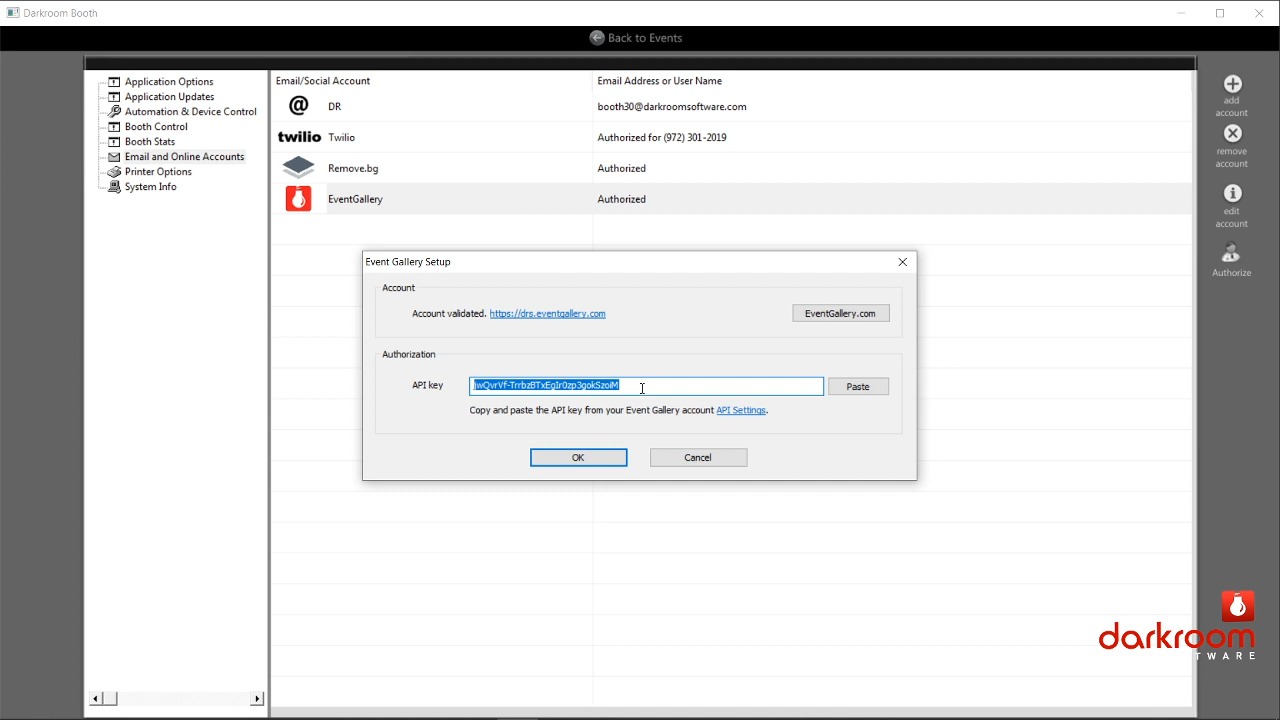 Darkroom Booth
Back to Events
Application Options
Application Updates
Automation & Device Control
Booth Control
Booth Stats
Email and Online Accounts
Printer Options
System Info
Email/Social Account
Email Address or User Name
@ DR
booth30@darkroomsoftware.com
twilio Twilio
Authorized for (972) 301-2019
Remove.bg
Authorized
EventGallery
Authorized
add
account
remove
account
edit
account
Authorize
Event Gallery Setup
Account
Account validated. https://drs.eventgallery.com
EventGallery.com
Authorization
API key
Paste
Copy and paste the API key from your Event Gallery account API Settings.
OK
Cancel
darkroom
TWARE